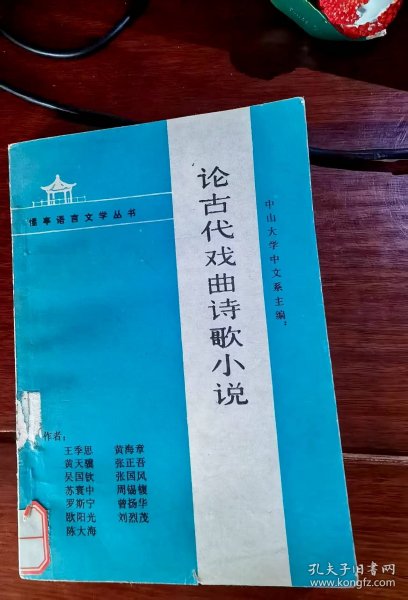 惺亭语言文学丛书
论古代戏曲诗歌小说
中山大学中文系主编
作者:
王季思 黄海章
黄天骥 张正吾
吴国钦 张国风
苏寰中 周锡䪖
罗斯宁 曾扬华
欧阳光 刘烈茂
陈大海
孔夫子旧书网
www.kongfz.com